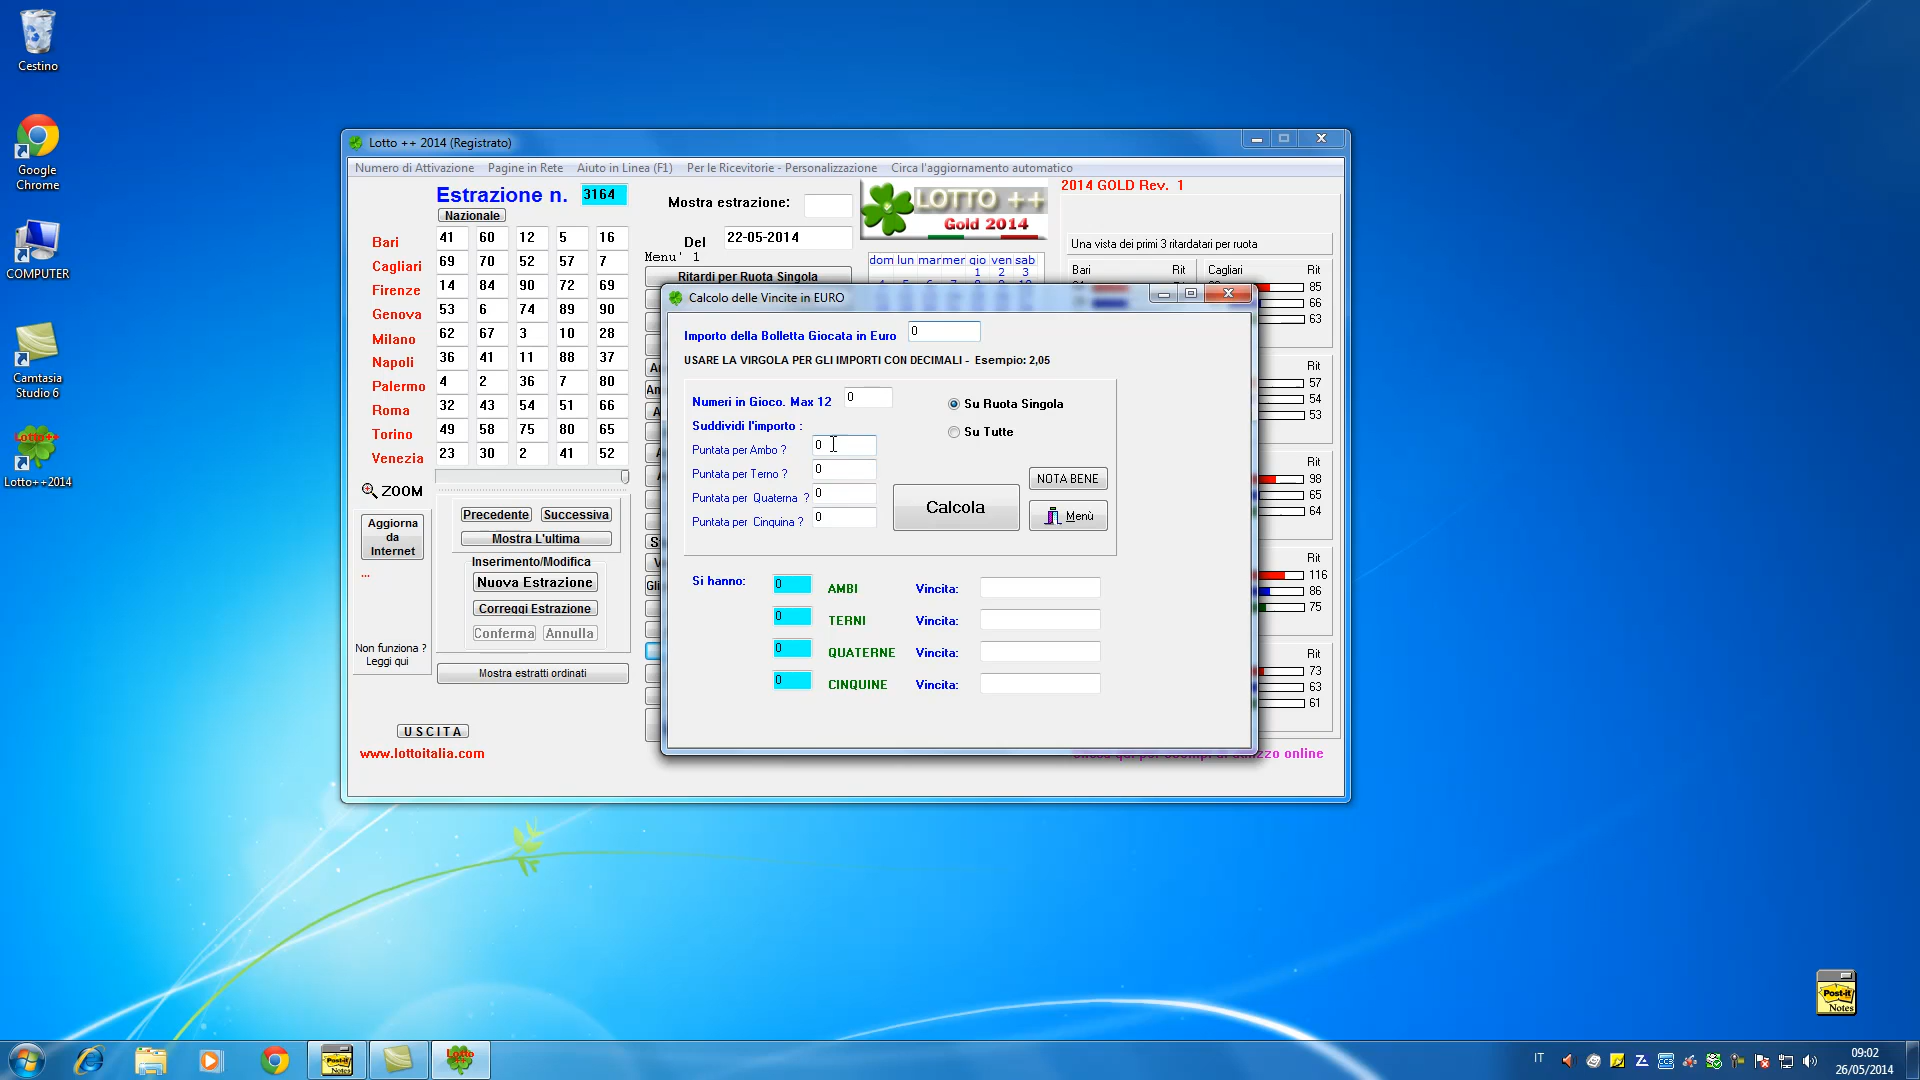 Cestino
Google
Chrome
COMPUTER
Camtasia
Studio 6
Lotto++
Lotto++2014
Lotto ++ 2014 (Registrato)
Numero di Attivazione Pagine in Rete Aiuto in Linea (F1) Per le Ricevitorie - Personalizzazione Circa l'aggiornamento automatico
Estrazione n. 3164
Nazionale
Bari 41 60 12 5 16
Cagliari 69 70 52 57 7
Firenze 14 84 90 72 69
Genova 53 6 74 89 90
Milano 62 67 3 10 28
Napoli 36 41 11 88 37
Palermo 4 2 36 7 80
Roma 32 43 54 51 66
Torino 49 58 75 80 65
Venezia 23 30 2 41 52
ZOOM
Aggiorna
da
Internet
...
Non funziona ?
Leggi qui
Precedente Successiva
Mostra L'ultima
Inserimento/Modifica
Nuova Estrazione
Correggi Estrazione
Conferma Annulla
Mostra estratti ordinati
U S C I T A
www.lottoitalia.com
Mostra estrazione:
Del 22-05-2014
Menu' 1
Ritardi per Ruota Singola
LOTTO ++
Gold 2014
dom lun mar mer gio ven sab
1 2 3
2014 GOLD Rev. 1
Una vista dei primi 3 ritardatari per ruota
Bari Rit Cagliari Rit
85
66
63
Rit
57
54
53
Rit
98
65
64
Rit
116
86
75
Rit
73
63
61
Calcolo delle Vincite in EURO
Importo della Bolletta Giocata in Euro 0
USARE LA VIRGOLA PER GLI IMPORTI CON DECIMALI - Esempio: 2,05
Numeri in Gioco. Max 12 0
Suddividi l'importo :
Puntata per Ambo ? 0
Puntata per Terno ? 0
Puntata per Quaterna ? 0
Puntata per Cinquina ? 0
Su Ruota Singola
Su Tutte
NOTA BENE
Calcola
Menù
Si hanno: 0 AMBI Vincita:
0 TERNI Vincita:
0 QUATERNE Vincita:
0 CINQUINE Vincita:
online
Post-it
Notes
IT
09:02
26/05/2014